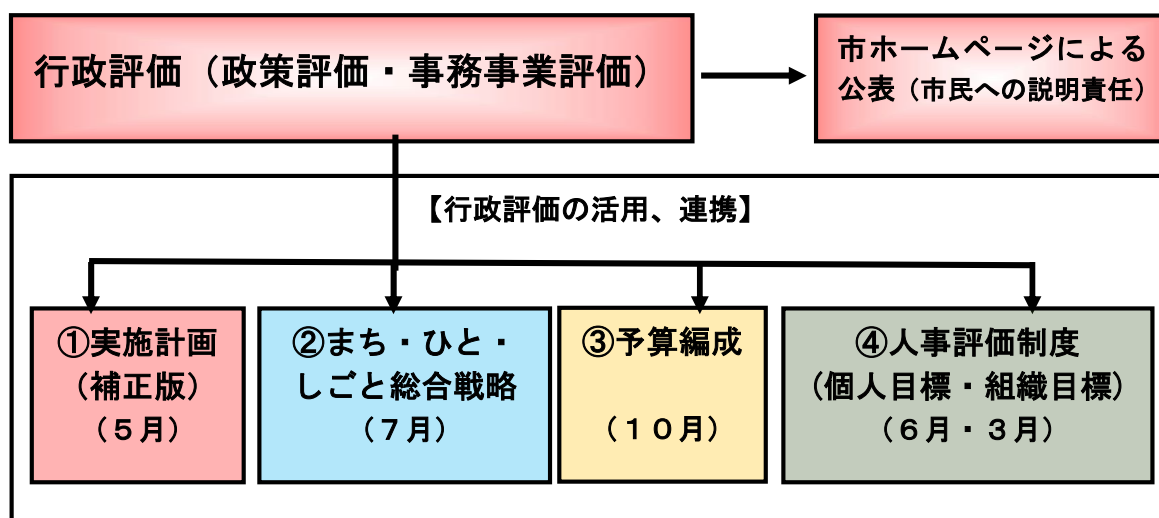 行政評価（政策評価・事務事業評価）
市ホームページによる
公表（市民への説明責任）
【行政評価の活用、連携】
①実施計画
（補正版）
（５月）
②まち・ひと・
しごと総合戦略
（７月）
③予算編成
（１０月）
④人事評価制度
(個人目標・組織目標)
（６月・３月）